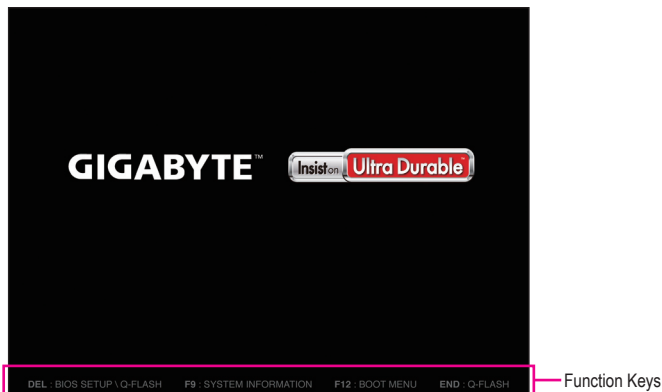 GIGABYTE™
Insist on Ultra Durable™
DEL : BIOS SETUP \ Q-FLASH F9 : SYSTEM INFORMATION F12 : BOOT MENU END : Q-FLASH
Function Keys